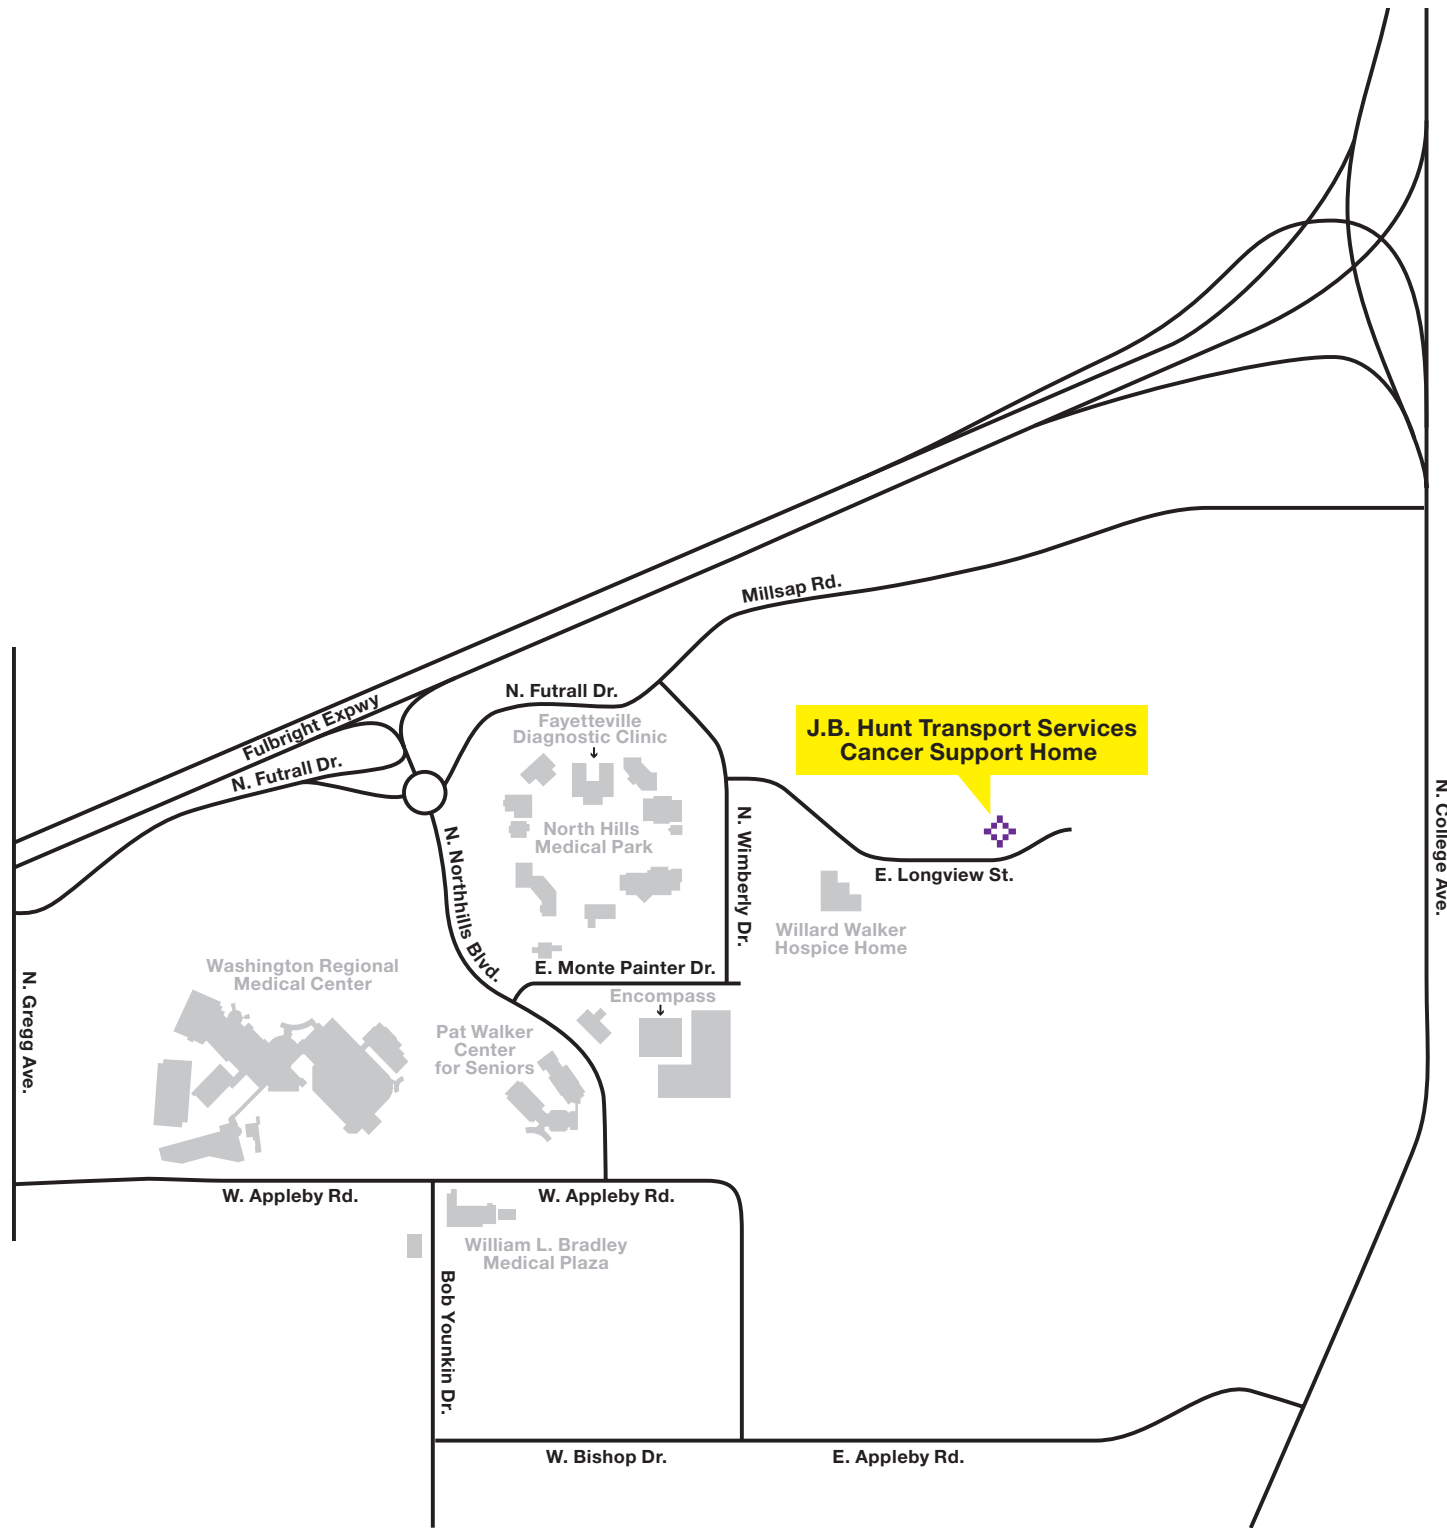 Millsap Rd.
N. Futrall Dr.
Fulbright Expwy
N. Futrall Dr.
Fayetteville
Diagnostic Clinic
J.B. Hunt Transport Services
Cancer Support Home
North Hills
Medical Park
N. Northhills Blvd.
N. Wimberly Dr.
N. College Ave.
E. Longview St.
Willard Walker
Hospice Home
E. Monte Painter Dr.
Washington Regional
Medical Center
Encompass
N. Gregg Ave.
Pat Walker
Center
for Seniors
W. Appleby Rd.
W. Appleby Rd.
William L. Bradley
Medical Plaza
Bob Younkin Dr.
W. Bishop Dr.
E. Appleby Rd.